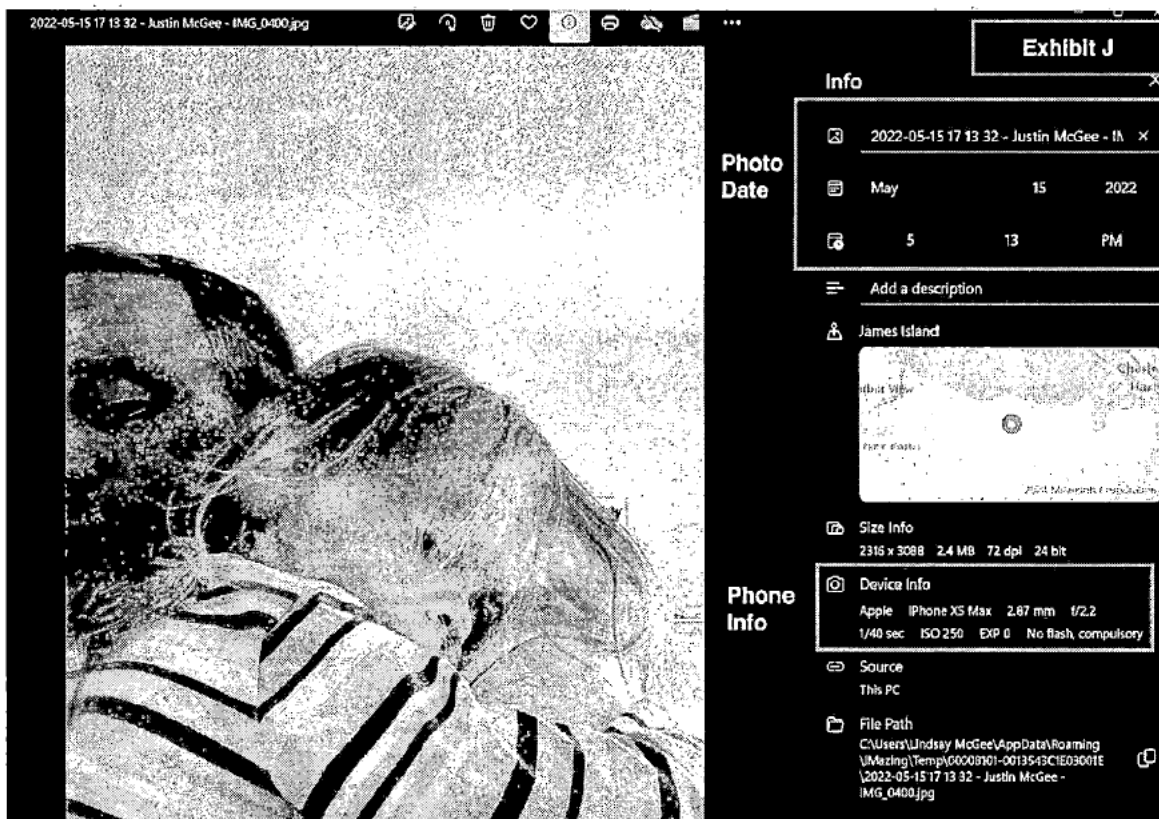 2022-05-15 17 13 32 - Justin McGee - IMG_0400.jpg
Exhibit J
Info
Photo
Date
2022-05-15 17 13 32 - Justin McGee - IM
May 15 2022
5 13 PM
Add a description
James Island
Size Info
2316 x 3088 2.4 MB 72 dpi 24 bit
Phone
Info
Device Info
Apple iPhone XS Max 2.87 mm f/2.2
1/40 sec ISO 250 EXP 0 No flash, compulsory
Source
This PC
File Path
C:\Users\Lindsay McGee\AppData\Roaming
\iMazing\Temp\00008101-0013543C1E03001E
\2022-05-15 17 13 32 - Justin McGee -
IMG_0400.jpg